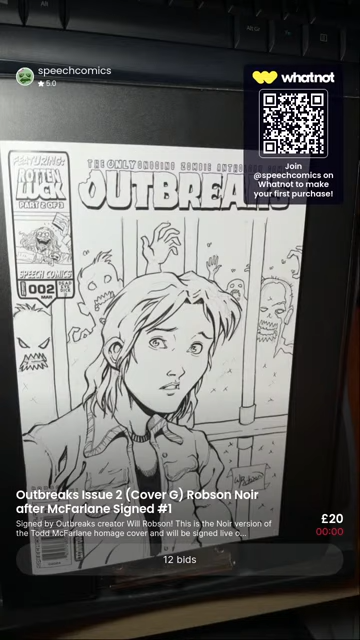 speechcomics
★ 5.0
whatnot
Join
@speechcomics on
Whatnot to make
your first purchase!
FEATURING:
ROTTEN
LUCK
PART 2 OF 3
THE ONLY ONGOING ZOMBIE ANTHOLOGY
OUTBREAKS
SPEECH COMICS
002
MAR
Outbreaks Issue 2 (Cover G) Robson Noir
after McFarlane Signed #1
£20
Signed by Outbreaks creator Will Robson! This is the Noir version of
the Todd McFarlane homage cover and will be signed live o...
00:00
12 bids